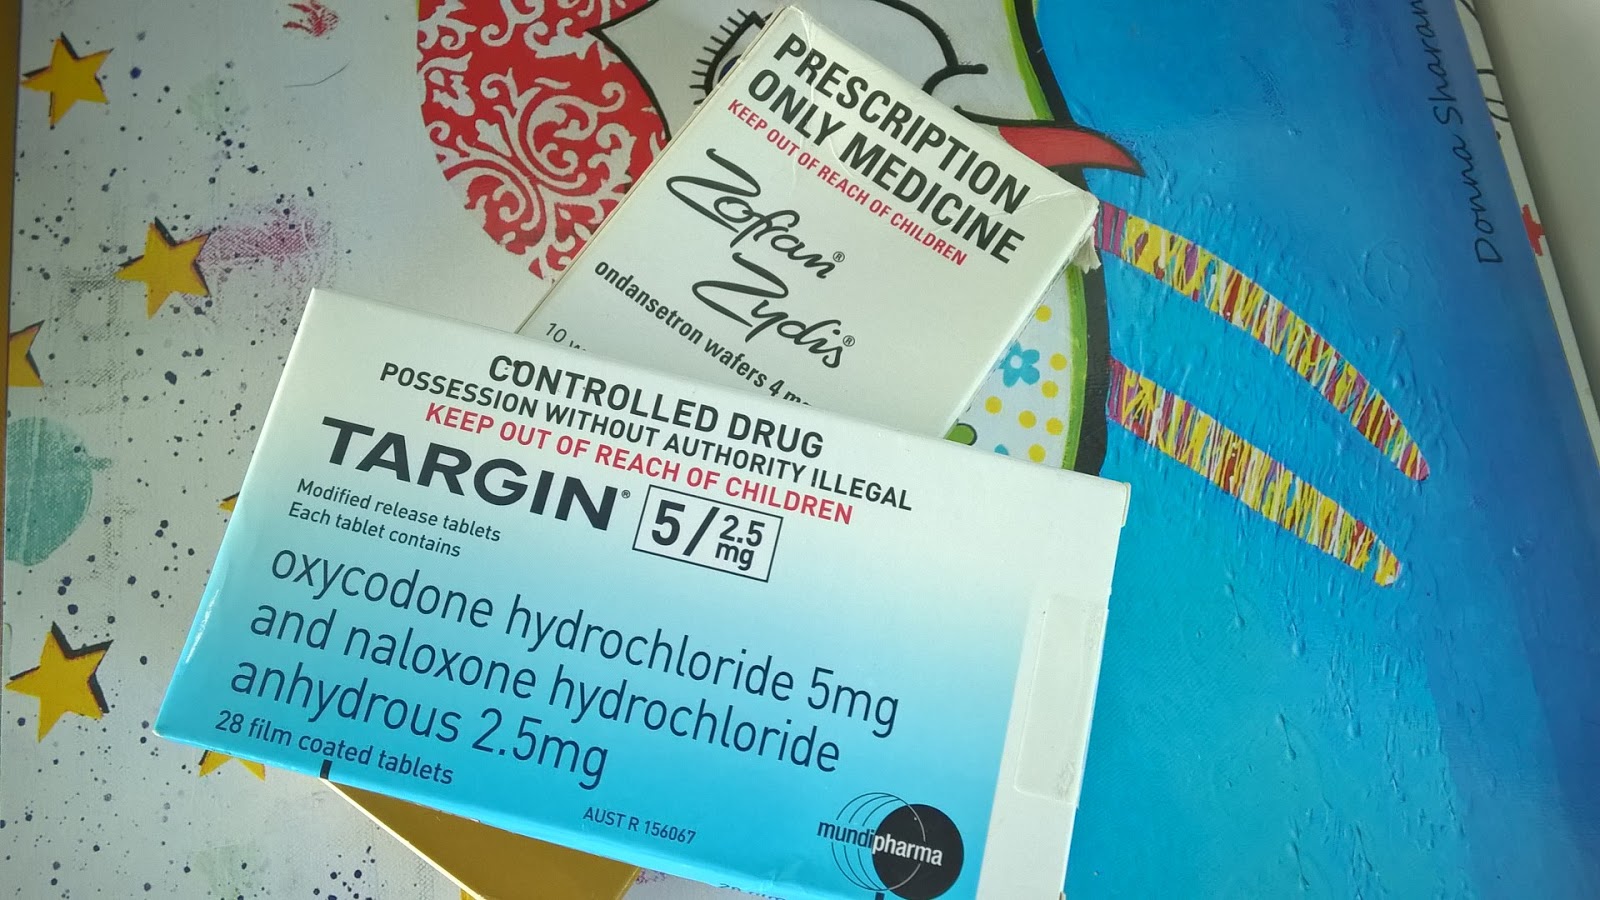 PRESCRIPTION
ONLY MEDICINE
KEEP OUT OF REACH OF CHILDREN
Zofran®
Zydis®
ondansetron wafers 4
10
CONTROLLED DRUG
POSSESSION WITHOUT AUTHORITY ILLEGAL
KEEP OUT OF REACH OF CHILDREN
TARGIN® 5/2.5 mg
Modified release tablets
Each tablet contains
oxycodone hydrochloride 5mg
and naloxone hydrochloride
anhydrous 2.5mg
28 film coated tablets
AUST R 156067
mundipharma
Donna